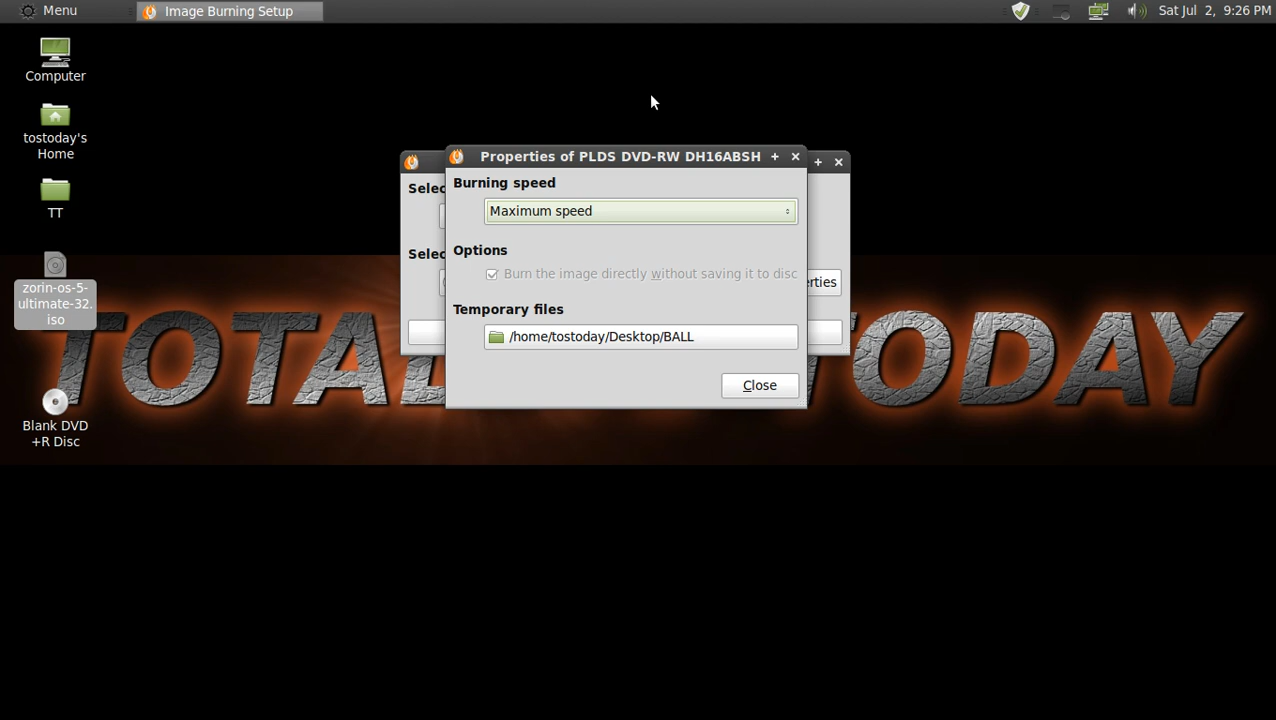 Menu
Image Burning Setup
Sat Jul 2, 9:26 PM
Computer
tostoday's
Home
TT
zorin-os-5-
ultimate-32.
iso
Blank DVD
+R Disc
Properties of PLDS DVD-RW DH16ABSH
Burning speed
Maximum speed
Options
Burn the image directly without saving it to disc
Temporary files
/home/tostoday/Desktop/BALL
Close
Selec
Selec
erties
TOTAL
TODAY